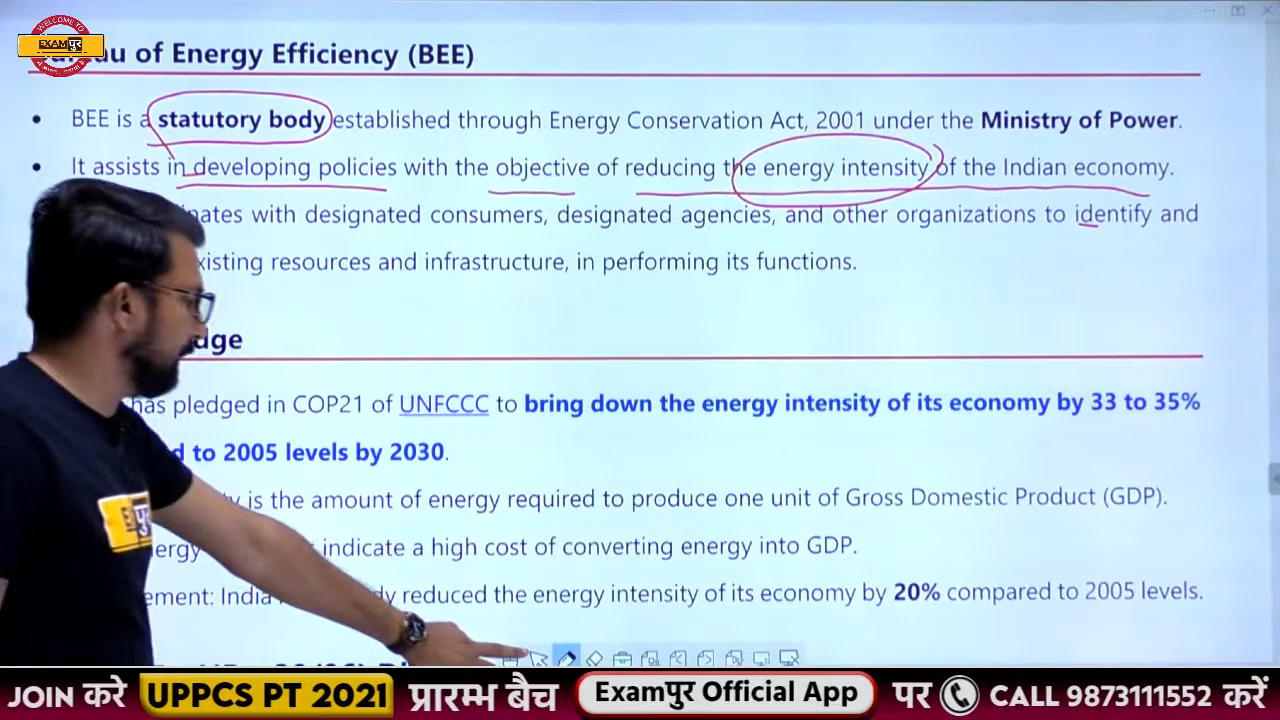 WELCOME TO
EXAMपुर
of Energy Efficiency (BEE)
• BEE is a statutory body established through Energy Conservation Act, 2001 under the Ministry of Power.
• It assists in developing policies with the objective of reducing the energy intensity of the Indian economy.
with designated consumers, designated agencies, and other organizations to identify and
resources and infrastructure, in performing its functions.
has pledged in COP21 of UNFCCC to bring down the energy intensity of its economy by 33 to 35%
to 2005 levels by 2030.
is the amount of energy required to produce one unit of Gross Domestic Product (GDP).
indicate a high cost of converting energy into GDP.
India reduced the energy intensity of its economy by 20% compared to 2005 levels.
JOIN करे UPPCS PT 2021 प्रारम्भ बैच Examपुर Official App पर CALL 9873111552 करें